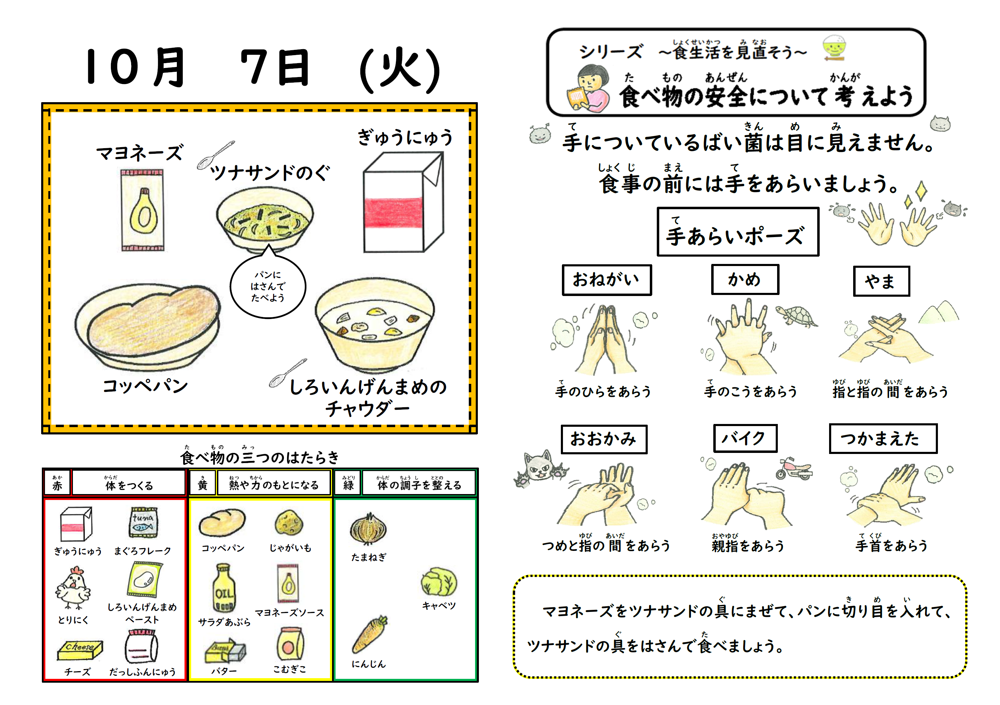 10月 7日 (火)
マヨネーズ
ツナサンドのぐ
ぎゅうにゅう
パンに
はさんで
たべよう
コッペパン
しろいんげんまめの
チャウダー
食べ物の三つのはたらき
赤 体をつくる
黄 熱や力のもとになる
緑 体の調子を整える
ぎゅうにゅう
tuna
まぐろフレーク
とりにく
しろいんげんまめ
ペースト
cheese
チーズ
だっしふんにゅう
コッペパン
じゃがいも
OIL
サラダあぶら
マヨネーズソース
バター
こむぎこ
たまねぎ
キャベツ
にんじん
シリーズ ～食生活を見直そう～
食べ物の安全について考えよう
手についているばい菌は目に見えません。
食事の前には手をあらいましょう。
手あらいポーズ
おねがい
手のひらをあらう
かめ
手のこうをあらう
やま
指と指の間をあらう
おおかみ
つめと指の間をあらう
バイク
親指をあらう
つかまえた
手首をあらう
マヨネーズをツナサンドの具にまぜて、パンに切り目を入れて、
ツナサンドの具をはさんで食べましょう。